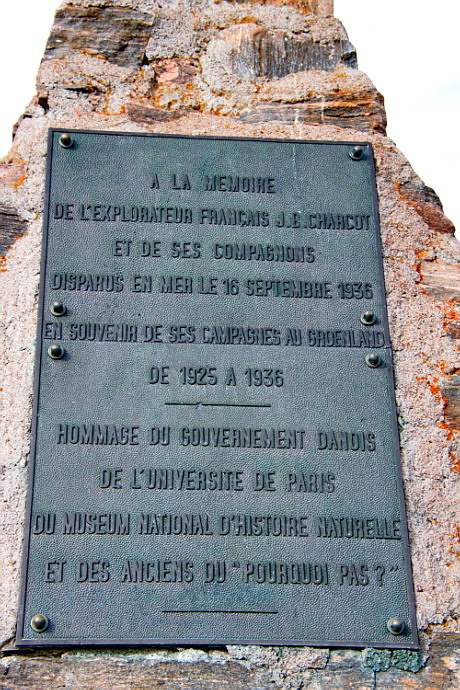 A LA MEMOIRE
DE L'EXPLORATEUR FRANÇAIS J.B. CHARCOT
ET DE SES COMPAGNONS
DISPARUS EN MER LE 16 SEPTEMBRE 1936
EN SOUVENIR DE SES CAMPAGNES AU GROENLAND
DE 1925 A 1936
HOMMAGE DU GOUVERNEMENT DANOIS
DE L'UNIVERSITE DE PARIS
DU MUSEUM NATIONAL D'HISTOIRE NATURELLE
ET DES ANCIENS DU "POURQUOI PAS?"